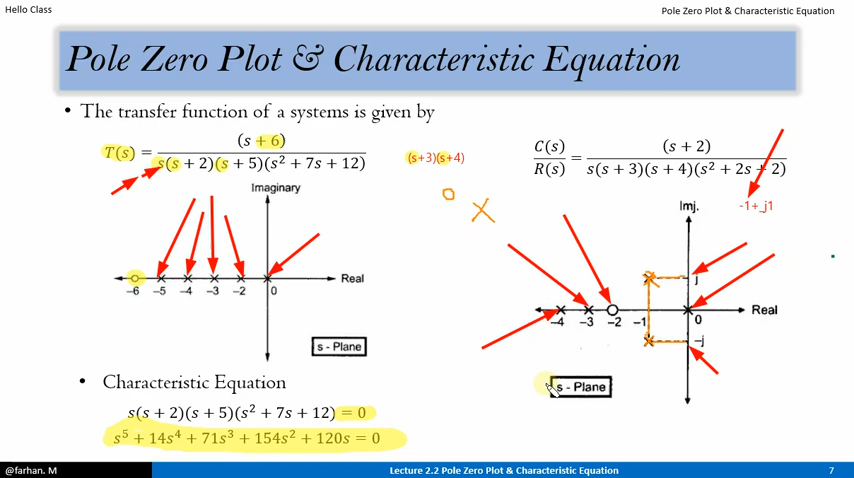 Hello Class
Pole Zero Plot & Characteristic Equation
Pole Zero Plot & Characteristic Equation
• The transfer function of a systems is given by
T(s) = (s + 6) / s(s + 2)(s + 5)(s² + 7s + 12)
(s+3)(s+4)
C(s) / R(s) = (s + 2) / s(s + 3)(s + 4)(s² + 2s + 2)
-1+_j1
Imaginary
Real
-6 -5 -4 -3 -2 0
s - Plane
Imj.
j
Real
-4 -3 -2 -1 0
-j
s - Plane
• Characteristic Equation
s(s + 2)(s + 5)(s² + 7s + 12) = 0
s⁵ + 14s⁴ + 71s³ + 154s² + 120s = 0
@farhan. M
Lecture 2.2 Pole Zero Plot & Characteristic Equation
7